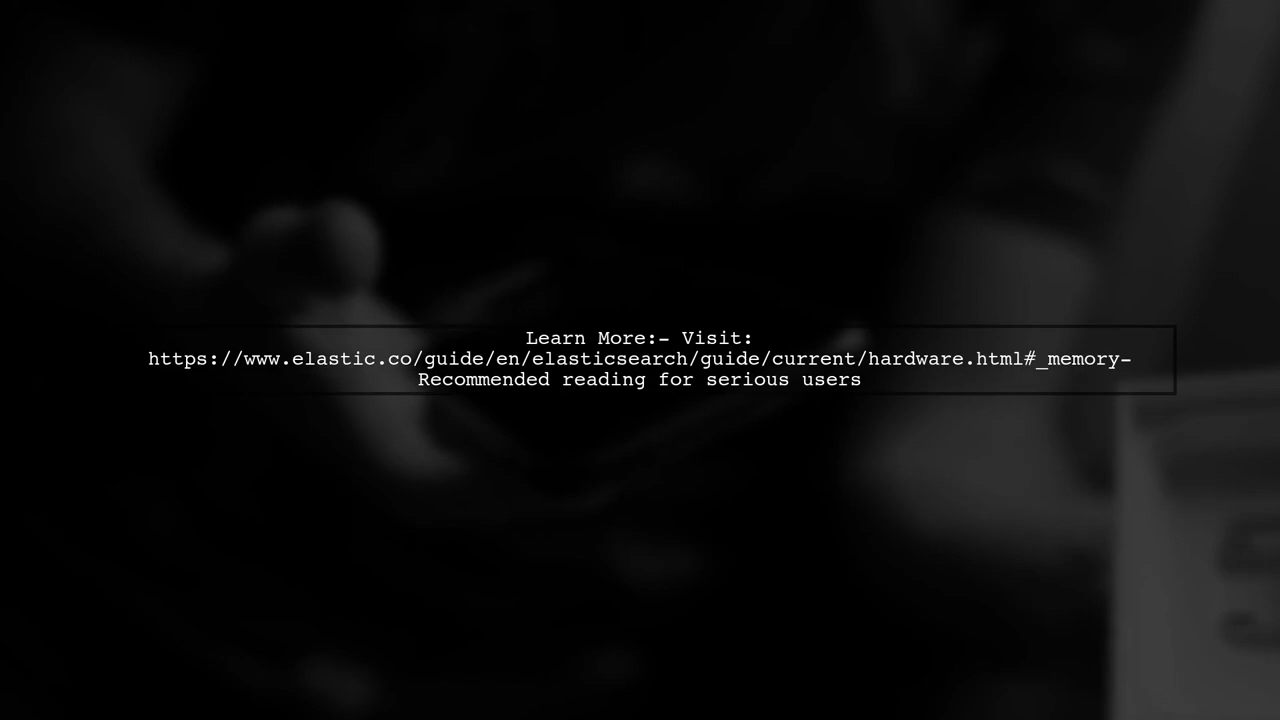 Learn More:- Visit:
https://www.elastic.co/guide/en/elasticsearch/guide/current/hardware.html#_memory-
Recommended reading for serious users